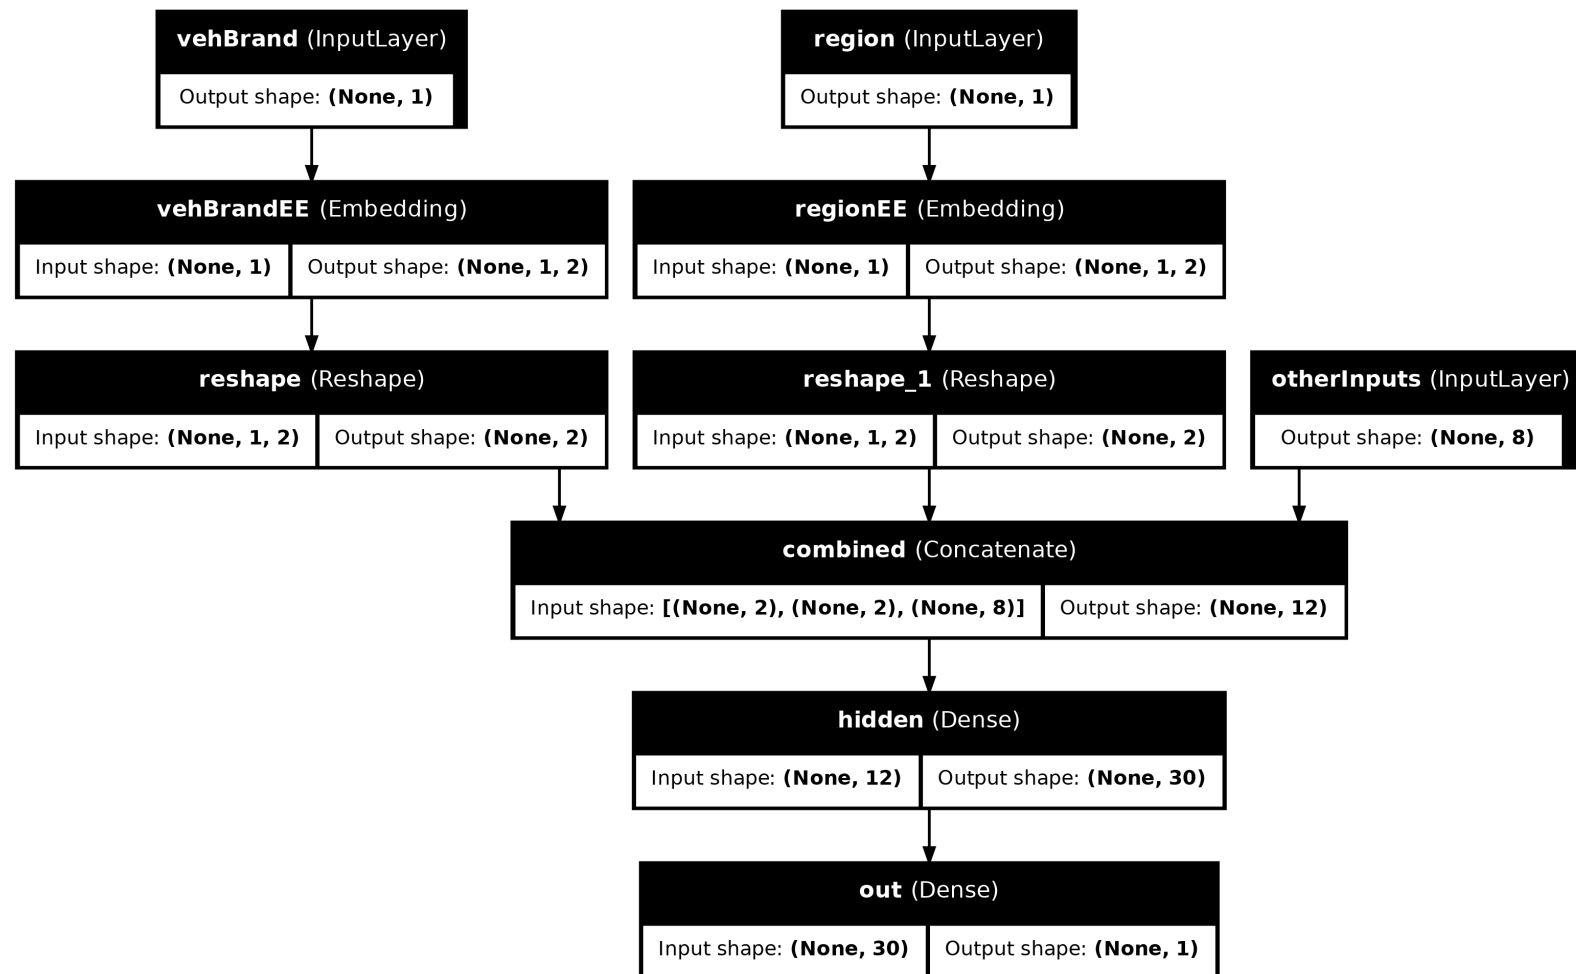 vehBrand (InputLayer)
Output shape: (None, 1)
region (InputLayer)
Output shape: (None, 1)
vehBrandEE (Embedding)
Input shape: (None, 1)
Output shape: (None, 1, 2)
regionEE (Embedding)
Input shape: (None, 1)
Output shape: (None, 1, 2)
reshape (Reshape)
Input shape: (None, 1, 2)
Output shape: (None, 2)
reshape_1 (Reshape)
Input shape: (None, 1, 2)
Output shape: (None, 2)
otherInputs (InputLayer)
Output shape: (None, 8)
combined (Concatenate)
Input shape: [(None, 2), (None, 2), (None, 8)]
Output shape: (None, 12)
hidden (Dense)
Input shape: (None, 12)
Output shape: (None, 30)
out (Dense)
Input shape: (None, 30)
Output shape: (None, 1)